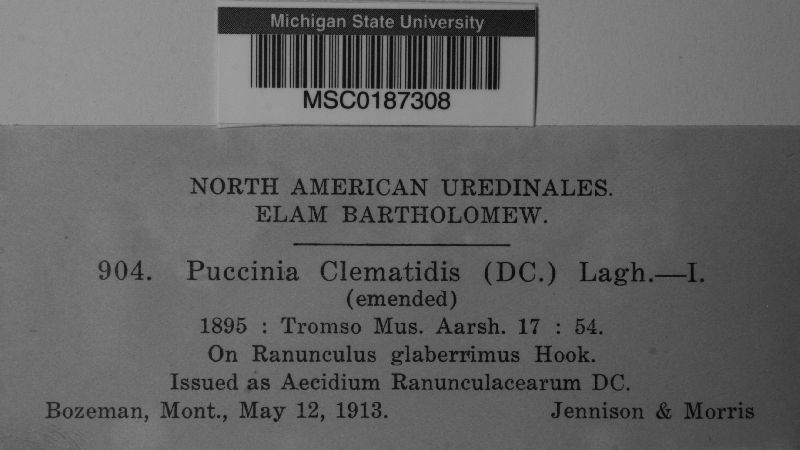 Michigan State University
MSC0187308
NORTH AMERICAN UREDINALES.
ELAM BARTHOLOMEW.
904. Puccinia Clematidis (DC.) Lagh.—I.
(emended)
1895 : Tromso Mus. Aarsh. 17 : 54.
On Ranunculus glaberrimus Hook.
Issued as Aecidium Ranunculacearum DC.
Bozeman, Mont., May 12, 1913. Jennison & Morris